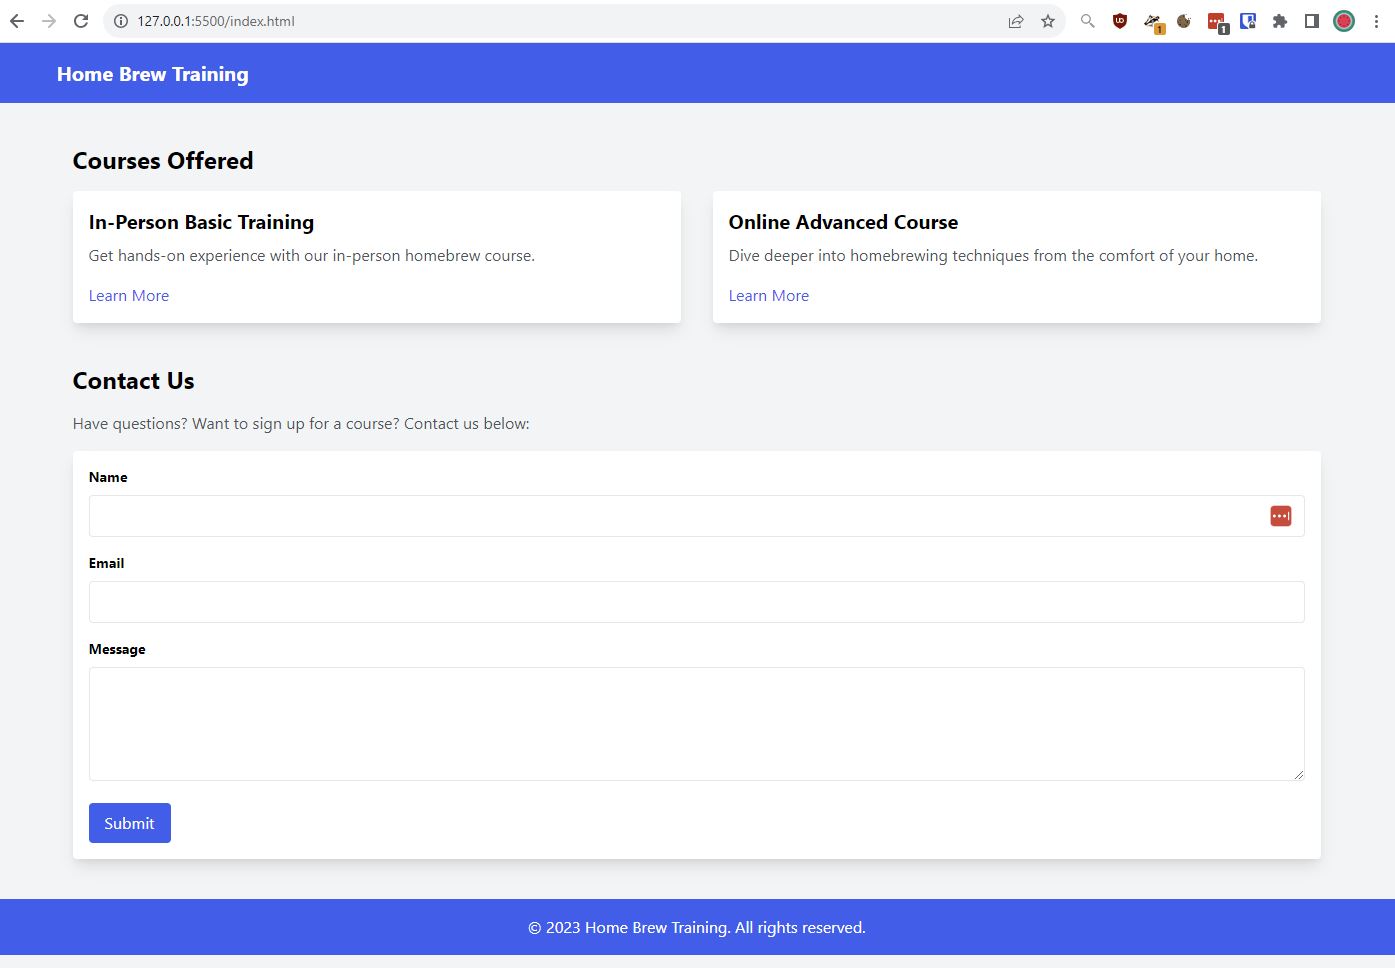 127.0.0.1:5500/index.html
1
1
Home Brew Training
Courses Offered
In-Person Basic Training
Get hands-on experience with our in-person homebrew course.
Learn More
Online Advanced Course
Dive deeper into homebrewing techniques from the comfort of your home.
Learn More
Contact Us
Have questions? Want to sign up for a course? Contact us below:
Name
Email
Message
Submit
© 2023 Home Brew Training. All rights reserved.